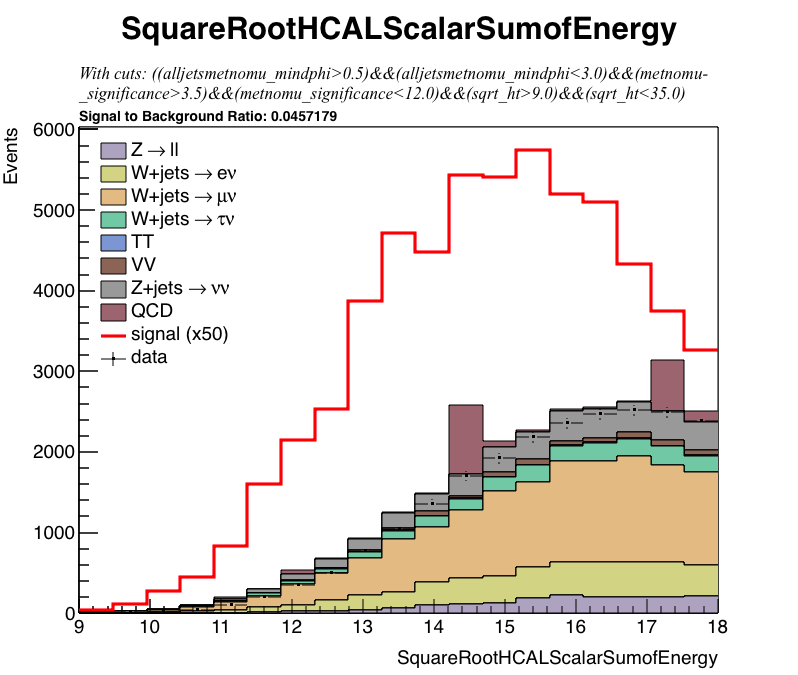 SquareRootHCALScalarSumofEnergy
With cuts: ((alljetsmetnomu_mindphi>0.5)&&(alljetsmetnomu_mindphi<3.0)&&(metnomu-
_significance>3.5)&&(metnomu_significance<12.0)&&(sqrt_ht>9.0)&&(sqrt_ht<35.0)
Signal to Background Ratio: 0.0457179
Events
6000
5000
4000
3000
2000
1000
0
Z → ll
W+jets → eν
W+jets → μν
W+jets → τν
TT
VV
Z+jets → νν
QCD
signal (x50)
data
9 10 11 12 13 14 15 16 17 18
SquareRootHCALScalarSumofEnergy